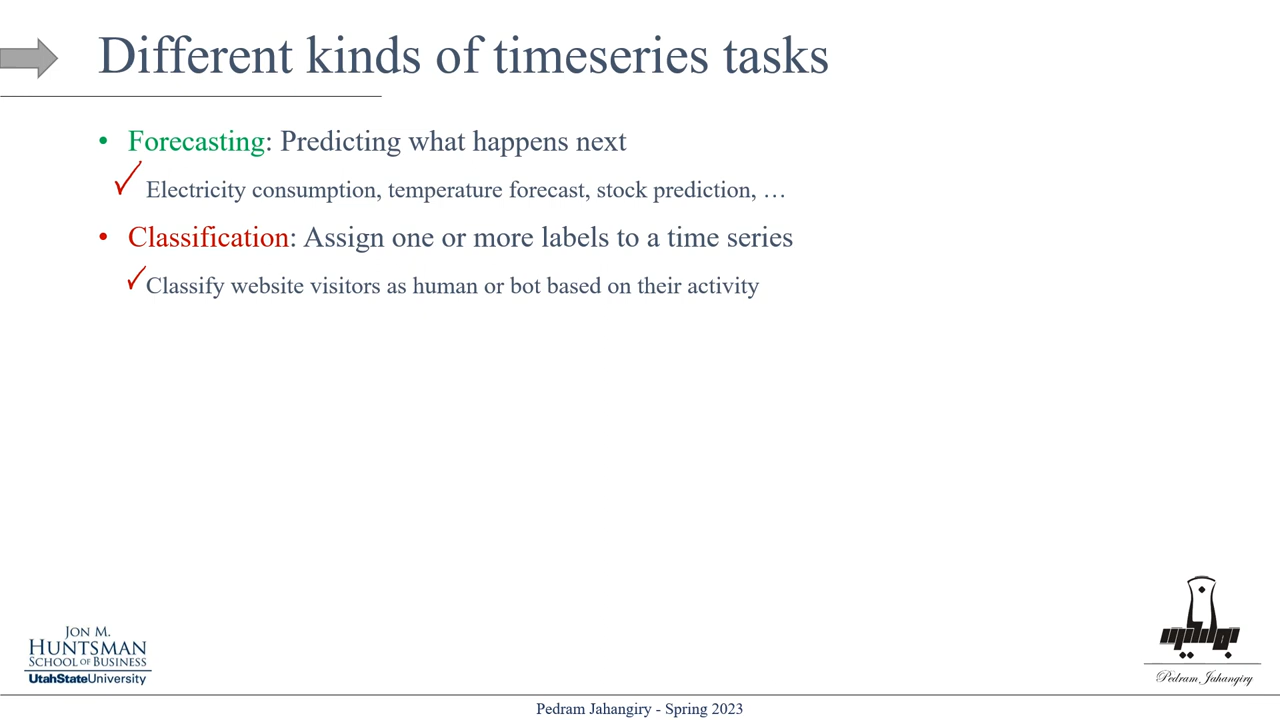 Different kinds of timeseries tasks
• Forecasting: Predicting what happens next
✓ Electricity consumption, temperature forecast, stock prediction, …
• Classification: Assign one or more labels to a time series
✓ Classify website visitors as human or bot based on their activity
JON M.
HUNTSMAN
SCHOOL OF BUSINESS
UtahStateUniversity
Pedram Jahangiry
Pedram Jahangiry - Spring 2023